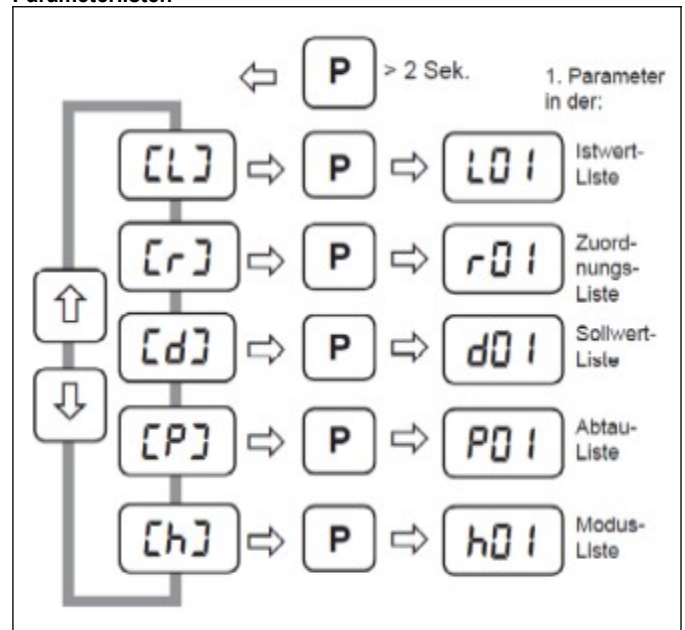 Parameterlisten
P > 2 Sek.
1. Parameter
in der:
[L] P L01 Istwert-
Liste
[r] P r01 Zuord-
nungs-
Liste
[d] P d01 Sollwert-
Liste
[P] P P01 Abtau-
Liste
[h] P h01 Modus-
Liste